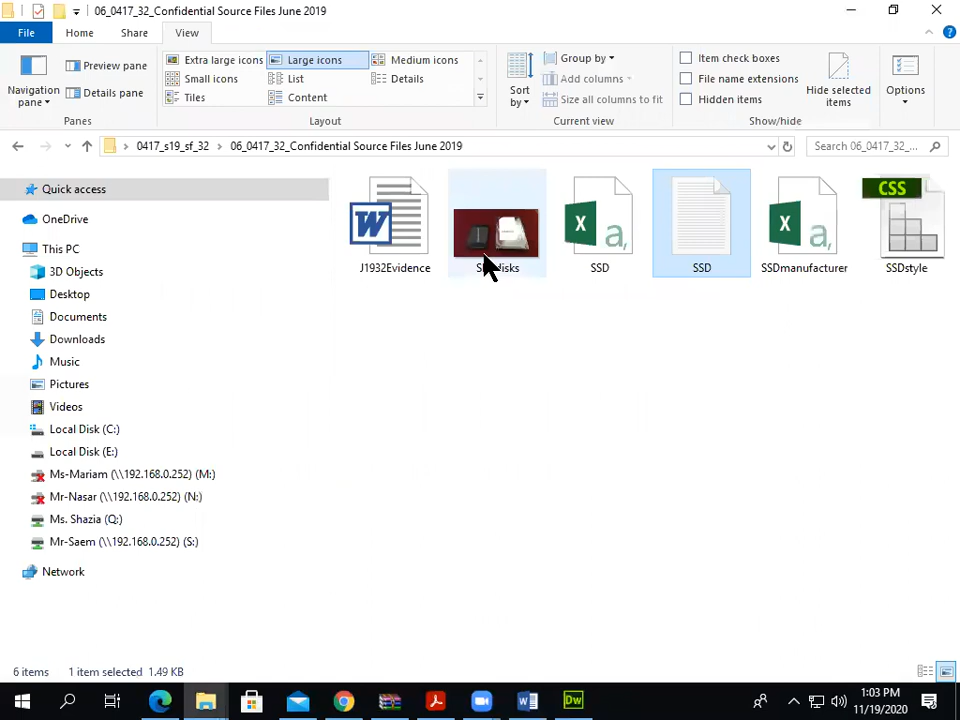 06_0417_32_Confidential Source Files June 2019
File
Home
Share
View
Navigation pane
Preview pane
Details pane
Panes
Extra large icons
Large icons
Medium icons
Small icons
List
Details
Tiles
Content
Layout
Sort by
Group by
Add columns
Size all columns to fit
Current view
Item check boxes
File name extensions
Hidden items
Hide selected items
Show/hide
Options
0417_s19_sf_32
06_0417_32_Confidential Source Files June 2019
Search 06_0417_32_...
Quick access
OneDrive
This PC
3D Objects
Desktop
Documents
Downloads
Music
Pictures
Videos
Local Disk (C:)
Local Disk (E:)
Ms-Mariam (\\192.168.0.252) (M:)
Mr-Nasar (\\192.168.0.252) (N:)
Ms. Shazia (Q:)
Mr-Saem (\\192.168.0.252) (S:)
Network
W
J1932Evidence
X a,
SSD
SSD
X a,
SSDmanufacturer
CSS
SSDstyle
6 items
1 item selected 1.49 KB
W
Dw
1:03 PM
11/19/2020